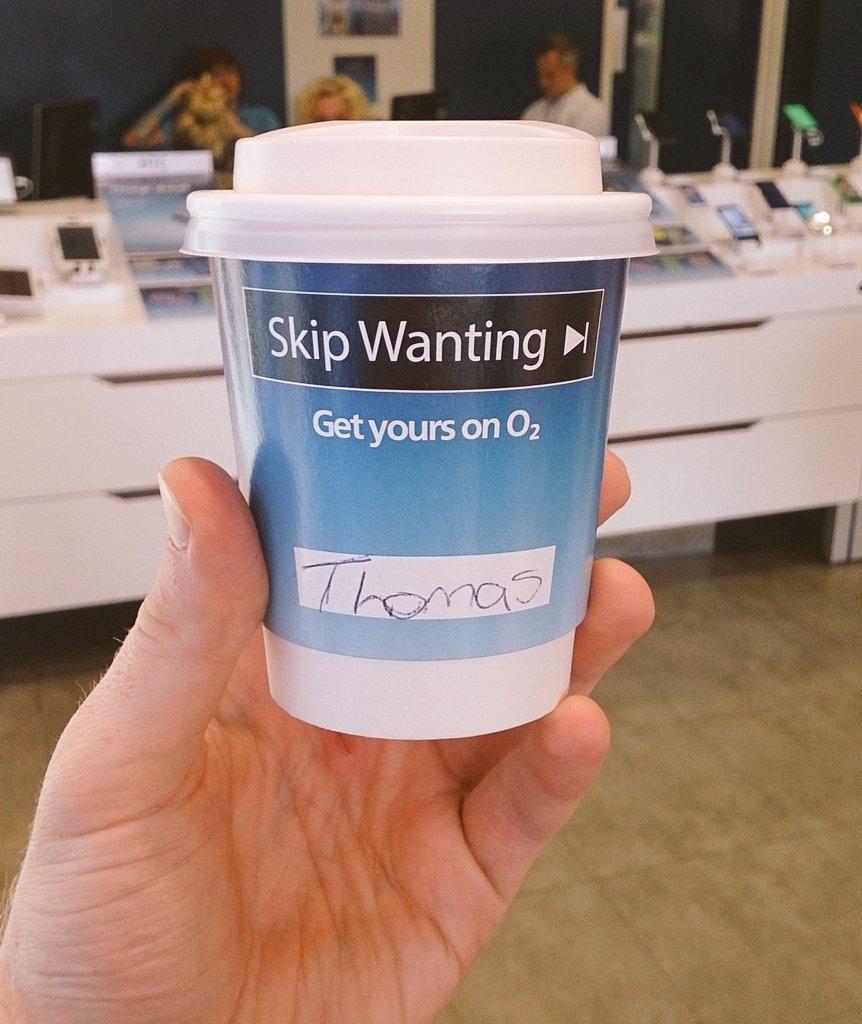 Skip Wanting
Get yours on O₂
Thomas